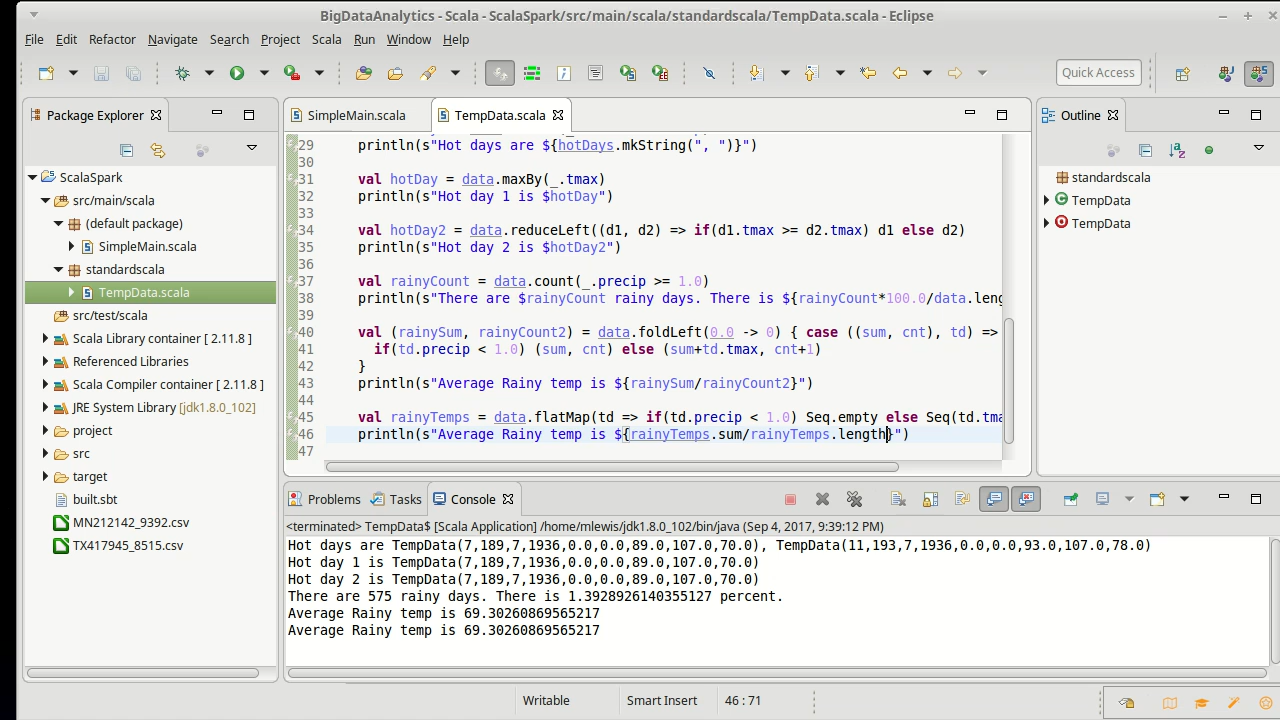 BigDataAnalytics - Scala - ScalaSpark/src/main/scala/standardscala/TempData.scala - Eclipse
File Edit Refactor Navigate Search Project Scala Run Window Help
Quick Access
Package Explorer
ScalaSpark
src/main/scala
(default package)
SimpleMain.scala
standardscala
TempData.scala
src/test/scala
Scala Library container [ 2.11.8 ]
Referenced Libraries
Scala Compiler container [ 2.11.8 ]
JRE System Library [jdk1.8.0_102]
project
src
target
built.sbt
MN212142_9392.csv
TX417945_8515.csv
SimpleMain.scala TempData.scala
29 println(s"Hot days are ${hotDays.mkString(", ")}")
30
31 val hotDay = data.maxBy(_.tmax)
32 println(s"Hot day 1 is $hotDay")
33
34 val hotDay2 = data.reduceLeft((d1, d2) => if(d1.tmax >= d2.tmax) d1 else d2)
35 println(s"Hot day 2 is $hotDay2")
36
37 val rainyCount = data.count(_.precip >= 1.0)
38 println(s"There are $rainyCount rainy days. There is ${rainyCount*100.0/data.leng
39
40 val (rainySum, rainyCount2) = data.foldLeft(0.0 -> 0) { case ((sum, cnt), td) =>
41 if(td.precip < 1.0) (sum, cnt) else (sum+td.tmax, cnt+1)
42 }
43 println(s"Average Rainy temp is ${rainySum/rainyCount2}")
44
45 val rainyTemps = data.flatMap(td => if(td.precip < 1.0) Seq.empty else Seq(td.tma
46 println(s"Average Rainy temp is ${rainyTemps.sum/rainyTemps.length}")
47
Outline
standardscala
TempData
TempData
Problems Tasks Console
<terminated> TempData$ [Scala Application] /home/mlewis/jdk1.8.0_102/bin/java (Sep 4, 2017, 9:39:12 PM)
Hot days are TempData(7,189,7,1936,0.0,0.0,89.0,107.0,70.0), TempData(11,193,7,1936,0.0,0.0,93.0,107.0,78.0)
Hot day 1 is TempData(7,189,7,1936,0.0,0.0,89.0,107.0,70.0)
Hot day 2 is TempData(7,189,7,1936,0.0,0.0,89.0,107.0,70.0)
There are 575 rainy days. There is 1.3928926140355127 percent.
Average Rainy temp is 69.30260869565217
Average Rainy temp is 69.30260869565217
Writable Smart Insert 46 : 71